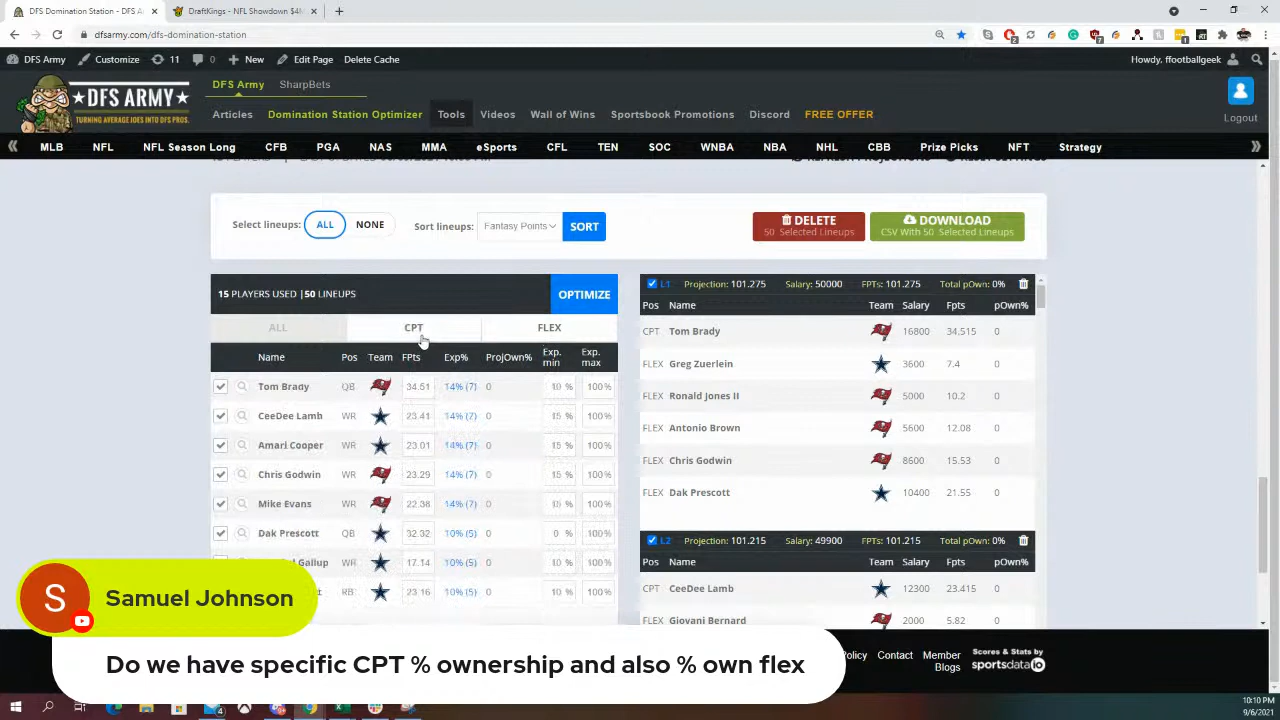 DFS Domination Station - DFS Ar
DraftKings - NFL Showdown $4M
dfsarmy.com/dfs-domination-station
DFS Army Customize 11 0 New Edit Page Delete Cache Howdy, ffootballgeek
DFS Army SharpBets
DFS ARMY
TURNING AVERAGE JOES INTO DFS PROS.
Articles Domination Station Optimizer Tools Videos Wall of Wins Sportsbook Promotions Discord FREE OFFER
Logout
MLB NFL NFL Season Long CFB PGA NAS MMA eSports CFL TEN SOC WNBA NBA NHL CBB Prize Picks NFT Strategy
Select lineups: ALL NONE Sort lineups: Fantasy Points SORT
DELETE
50 Selected Lineups
DOWNLOAD
CSV With 50 Selected Lineups
15 PLAYERS USED |50 LINEUPS OPTIMIZE
ALL CPT FLEX
Name Pos Team FPts Exp% ProjOwn% Exp. min Exp. max
Tom Brady QB 34.51 14% (7) 0 10 % 100%
CeeDee Lamb WR 23.41 14% (7) 0 15 % 100%
Amari Cooper WR 23.01 14% (7) 0 15 % 100%
Chris Godwin WR 23.29 14% (7) 0 15 % 100%
Mike Evans WR 22.38 14% (7) 0 15 % 100%
Dak Prescott QB 32.32 10% (5) 0 0 % 100%
Gallup WR 17.14 10% (5) 0 10 % 100%
RB 23.16 10% (5) 0 10 % 100%
L1 Projection: 101.275 Salary: 50000 FPTs: 101.275 Total pOwn: 0%
Pos Name Team Salary Fpts pOwn%
CPT Tom Brady 16800 34.515 0
FLEX Greg Zuerlein 3600 7.4 0
FLEX Ronald Jones II 5000 10.2 0
FLEX Antonio Brown 5600 12.08 0
FLEX Chris Godwin 8600 15.53 0
FLEX Dak Prescott 10400 21.55 0
L2 Projection: 101.215 Salary: 49900 FPTs: 101.215 Total pOwn: 0%
Pos Name Team Salary Fpts pOwn%
CPT CeeDee Lamb 12300 23.415 0
FLEX Giovani Bernard 2000 5.82 0
S
Samuel Johnson
Do we have specific CPT % ownership and also % own flex
Policy Contact Member
Blogs
Scores & Stats by
sportsdata io
10:10 PM
9/6/2021